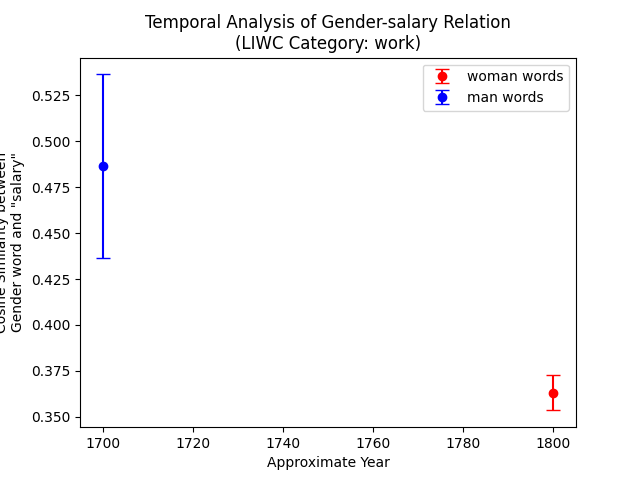 Temporal Analysis of Gender-salary Relation
(LIWC Category: work)
woman words
man words
Cosine Similarity between
Gender word and "salary"
0.525
0.500
0.475
0.450
0.425
0.400
0.375
0.350
1700
1720
1740
1760
1780
1800
Approximate Year